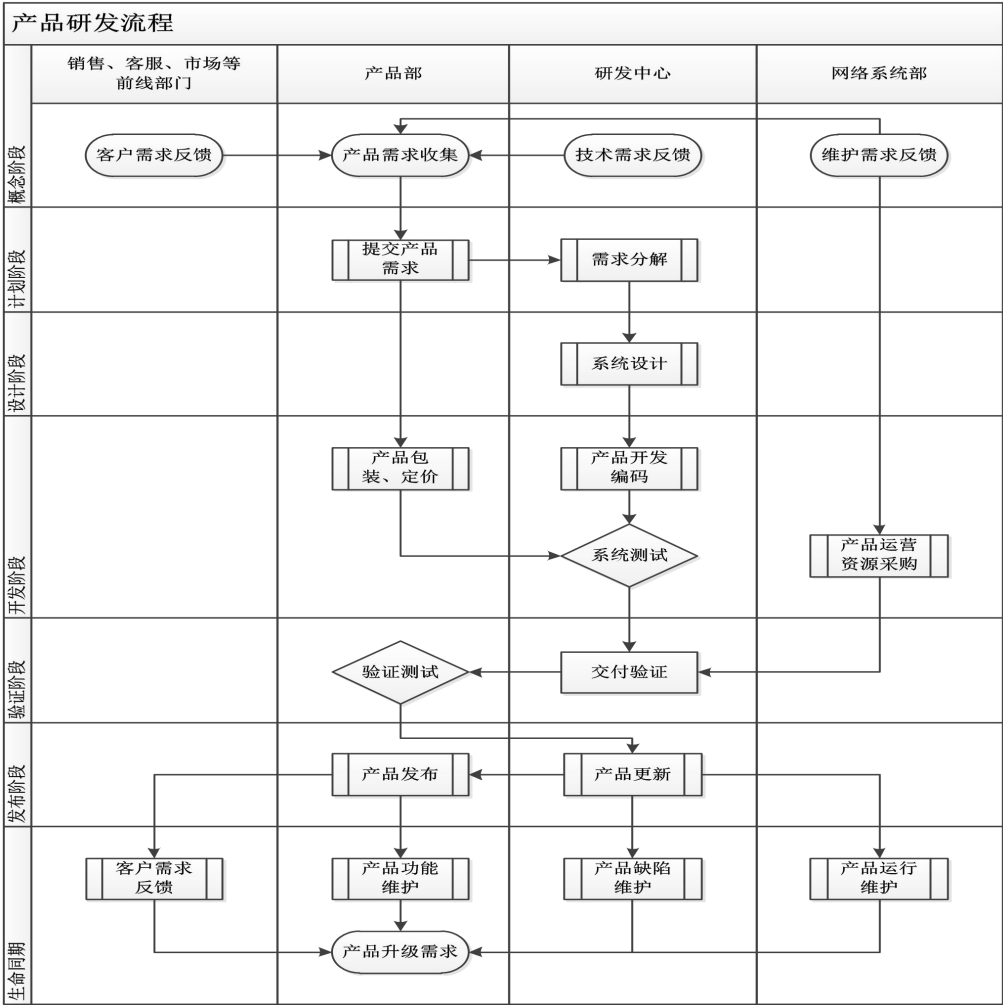 产品研发流程
销售、客服、市场等
前线部门
产品部
研发中心
网络系统部
概念阶段
客户需求反馈
产品需求收集
技术需求反馈
维护需求反馈
计划阶段
提交产品
需求
需求分解
设计阶段
系统设计
开发阶段
产品包
装、定价
产品开发
编码
系统测试
产品运营
资源采购
验证阶段
验证测试
交付验证
发布阶段
产品发布
产品更新
生命同期
客户需求
反馈
产品功能
维护
产品缺陷
维护
产品运行
维护
产品升级需求